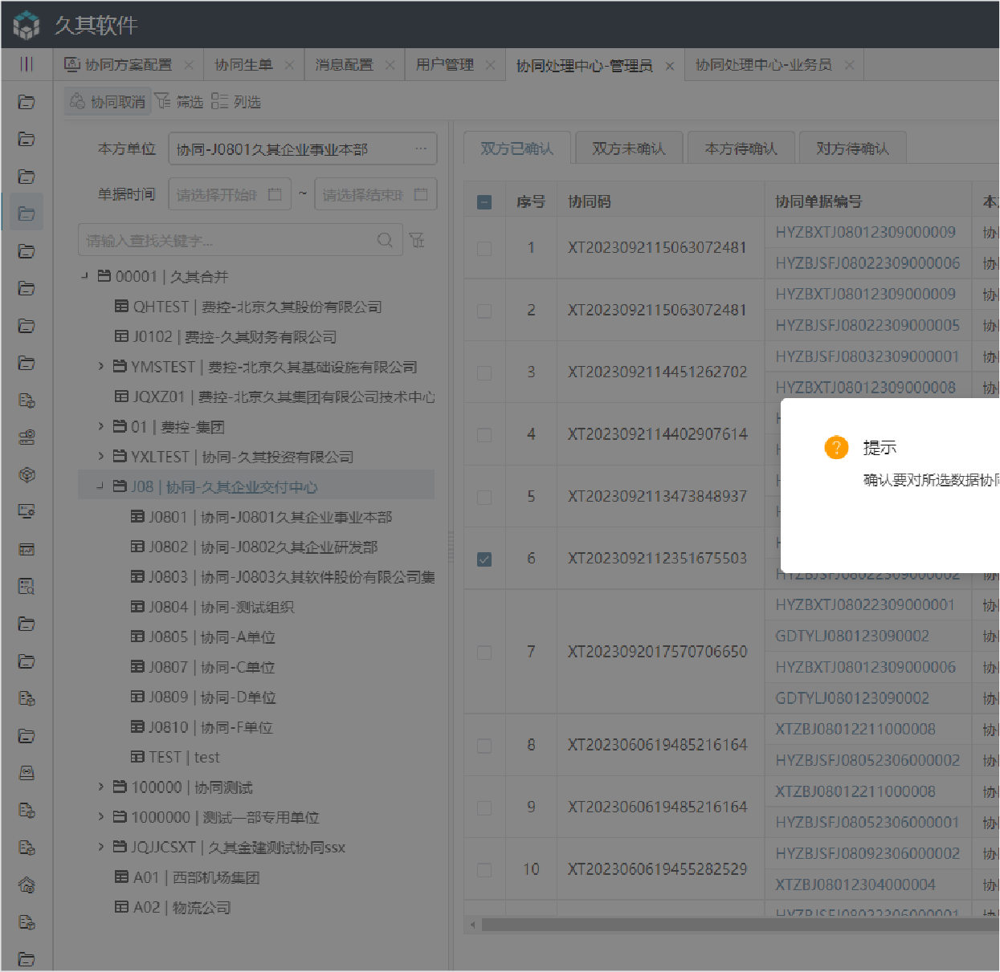 久其软件
协同方案配置 协同生单 消息配置 用户管理 协同处理中心-管理员 协同处理中心-业务员
协同取消 筛选 列选
本方单位 协同-J0801久其企业事业本部
单据时间 请选择开始 ~ 请选择结束
请输入查找关键字...
00001 | 久其合并
QHTEST | 费控-北京久其股份有限公司
J0102 | 费控-久其财务有限公司
YMSTEST | 费控-北京久其基础设施有限公司
JQXZ01 | 费控-北京久其集团有限公司技术中心
01 | 费控-集团
YXLTEST | 协同-久其投资有限公司
J08 | 协同-久其企业交付中心
J0801 | 协同-J0801久其企业事业本部
J0802 | 协同-J0802久其企业研发部
J0803 | 协同-J0803久其软件股份有限公司集
J0804 | 协同-测试组织
J0805 | 协同-A单位
J0807 | 协同-C单位
J0809 | 协同-D单位
J0810 | 协同-F单位
TEST | test
100000 | 协同测试
1000000 | 测试一部专用单位
JQJJCSXT | 久其金建测试协同ssx
A01 | 西部机场集团
A02 | 物流公司
双方已确认 双方未确认 本方待确认 对方待确认
序号 协同码 协同单据编号 本
1 XT2023092115063072481 HYZBXTJ08012309000009 协
HYZBJSFJ08022309000006 协
2 XT2023092115063072481 HYZBXTJ08012309000009 协
HYZBJSFJ08022309000005 协
3 XT2023092114451262702 HYZBJSFJ08032309000001 协
HYZBXTJ08012309000008 协
4 XT2023092114402907614
5 XT2023092113473848937
6 XT2023092112351675503
HYZBJSFJ08022309000002
7 XT2023092017570706650 HYZBXTJ08022309000001 协
GDTYLJ080123090002 协
HYZBXTJ08012309000006 协
GDTYLJ080123090002 协
8 XT2023060619485216164 XTZBJ08012211000008 协
HYZBJSFJ08052306000002 协
9 XT2023060619485216164 XTZBJ08012211000008 协
HYZBJSFJ08052306000001 协
10 XT2023060619455282529 HYZBJSFJ08092306000002 协
XTZBJ08012304000004 协
提示
确认要对所选数据协同